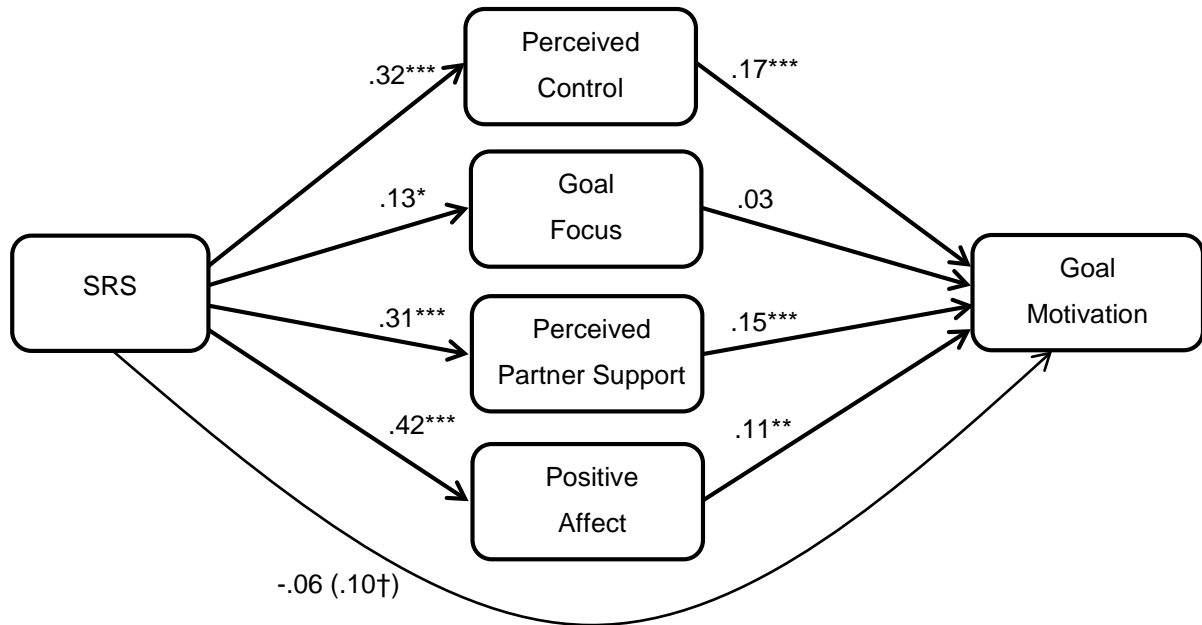 Perceived
Control
.32***
.17***
Goal
Focus
.13*
.03
SRS
Goal
Motivation
Perceived
Partner Support
.31***
.15***
Positive
Affect
.42***
.11**
-.06 (.10†)